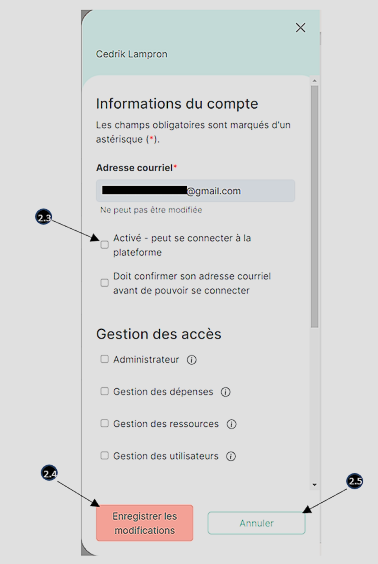 Cedrik Lampron
Informations du compte
Les champs obligatoires sont marqués d'un
astérisque (*).
Adresse courriel*
@gmail.com
Ne peut pas être modifiée
2.3
Activé - peut se connecter à la
plateforme
Doit confirmer son adresse courriel
avant de pouvoir se connecter
Gestion des accès
Administrateur
Gestion des dépenses
Gestion des ressources
Gestion des utilisateurs
2.4
2.5
Enregistrer les
modifications
Annuler